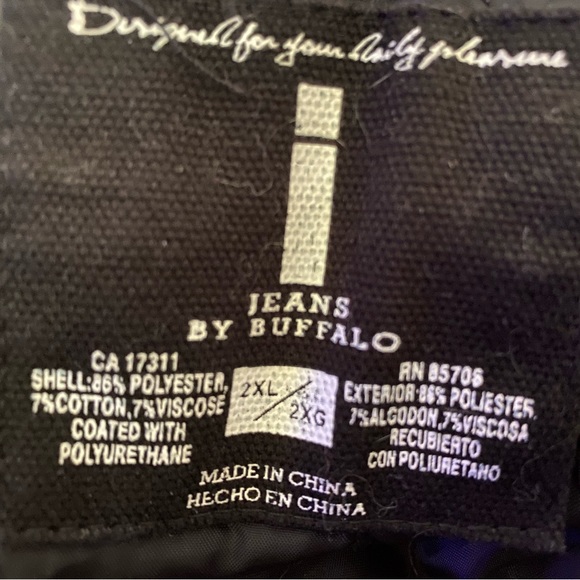 Designed for your daily pleasure
i
JEANS
BY BUFFALO
CA 17311
SHELL:86% POLYESTER,
7%COTTON,7%VISCOSE
COATED WITH
POLYURETHANE
2XL/2XG
RN 85706
EXTERIOR:86% POLIESTER,
7%ALGODON,7%VISCOSA
RECUBIERTO
CON POLIURETANO
MADE IN CHINA
HECHO EN CHINA